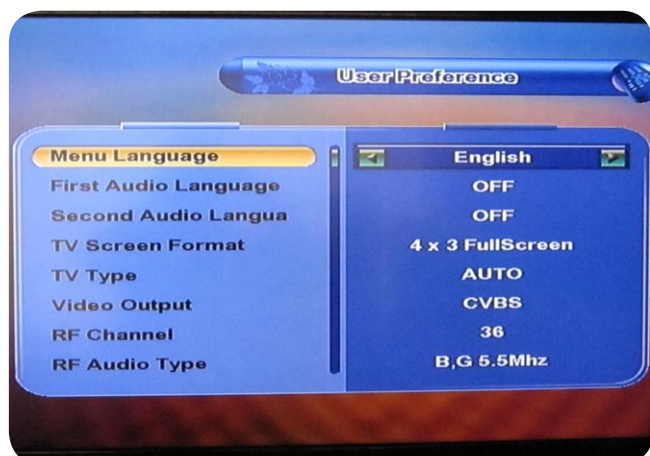 User Preference
Menu Language English
First Audio Language OFF
Second Audio Langua OFF
TV Screen Format 4 x 3 FullScreen
TV Type AUTO
Video Output CVBS
RF Channel 36
RF Audio Type B,G 5.5Mhz